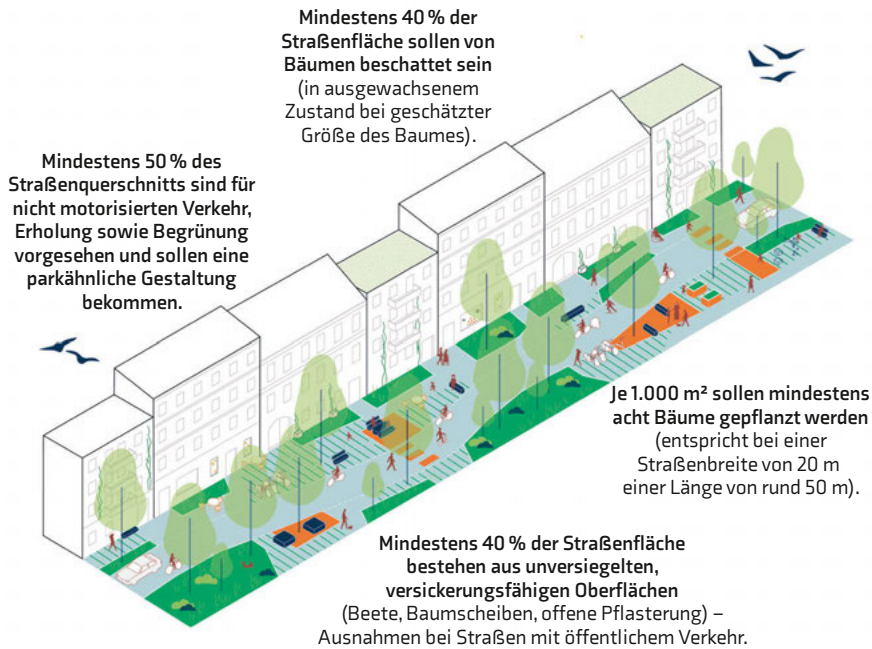 Mindestens 40 % der
Straßenfläche sollen von
Bäumen beschattet sein
(in ausgewachsenem
Zustand bei geschätzter
Größe des Baumes).
Mindestens 50 % des
Straßenquerschnitts sind für
nicht motorisierten Verkehr,
Erholung sowie Begrünung
vorgesehen und sollen eine
parkähnliche Gestaltung
bekommen.
Je 1.000 m² sollen mindestens
acht Bäume gepflanzt werden
(entspricht bei einer
Straßenbreite von 20 m
einer Länge von rund 50 m).
Mindestens 40 % der Straßenfläche
bestehen aus unversiegelten,
versickerungsfähigen Oberflächen
(Beete, Baumscheiben, offene Pflasterung) –
Ausnahmen bei Straßen mit öffentlichem Verkehr.